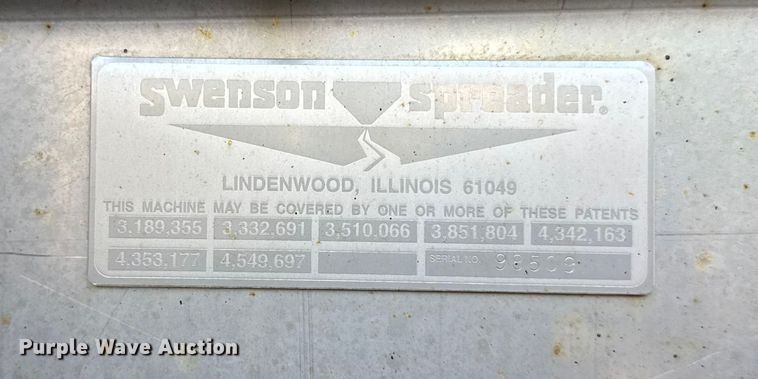 Swenson spreader®
LINDENWOOD, ILLINOIS 61049
THIS MACHINE MAY BE COVERED BY ONE OR MORE OF THESE PATENTS
3,189,355 3,332,691 3,510,066 3,851,804 4,342,163
4,353,177 4,549,697 SERIAL NO.
Purple Wave Auction